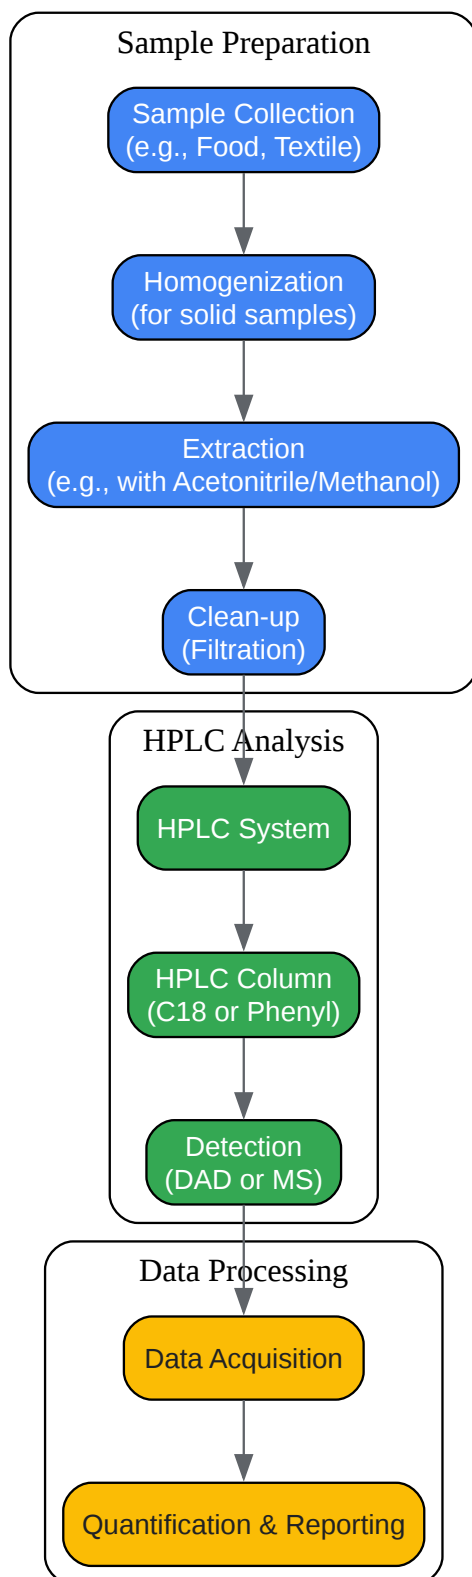 Sample Preparation
Sample Collection
(e.g., Food, Textile)
Homogenization
(for solid samples)
Extraction
(e.g., with Acetonitrile/Methanol)
Clean-up
(Filtration)
HPLC Analysis
HPLC System
HPLC Column
(C18 or Phenyl)
Detection
(DAD or MS)
Data Processing
Data Acquisition
Quantification & Reporting